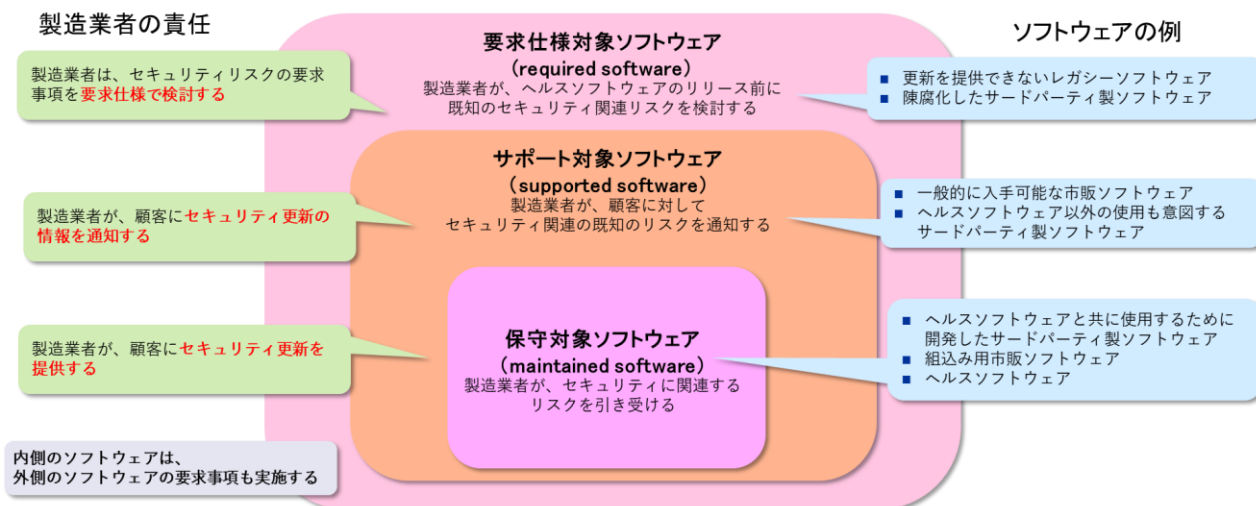 製造業者の責任
製造業者は、セキュリティリスクの要求
事項を要求仕様で検討する
製造業者が、顧客にセキュリティ更新の
情報を通知する
製造業者が、顧客にセキュリティ更新を
提供する
内側のソフトウェアは、
外側のソフトウェアの要求事項も実施する
要求仕様対象ソフトウェア
(required software)
製造業者が、ヘルスソフトウェアのリリース前に
既知のセキュリティ関連リスクを検討する
サポート対象ソフトウェア
(supported software)
製造業者が、顧客に対して
セキュリティ関連の既知のリスクを通知する
保守対象ソフトウェア
(maintained software)
製造業者が、セキュリティに関連する
リスクを引き受ける
ソフトウェアの例
■ 更新を提供できないレガシーソフトウェア
■ 陳腐化したサードパーティ製ソフトウェア
■ 一般的に入手可能な市販ソフトウェア
■ ヘルスソフトウェア以外の使用も意図する
サードパーティ製ソフトウェア
■ ヘルスソフトウェアと共に使用するために
開発したサードパーティ製ソフトウェア
■ 組込み用市販ソフトウェア
■ ヘルスソフトウェア